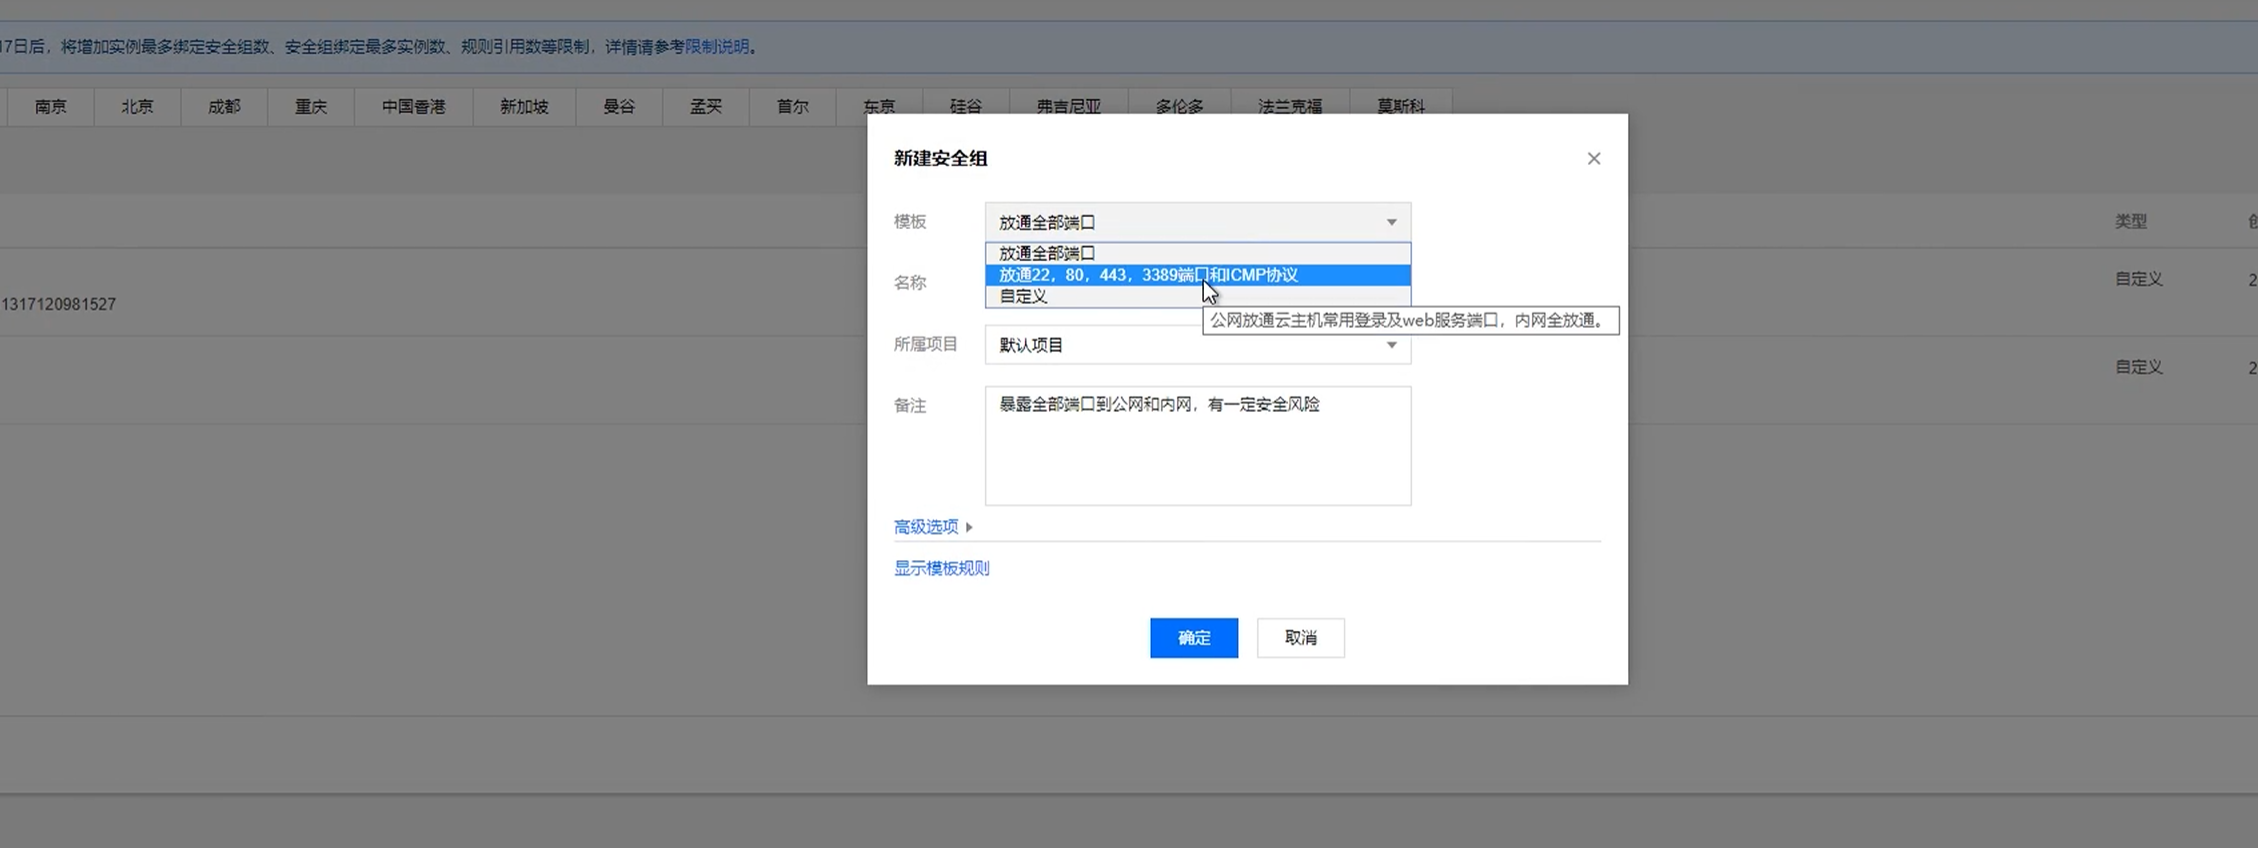 17日后，将增加实例最多绑定安全组数、安全组绑定最多实例数、规则引用数等限制，详情请参考限制说明。
南京 北京 成都 重庆 中国香港 新加坡 曼谷 孟买 首尔 东京 硅谷 弗吉尼亚 多伦多 法兰克福 莫斯科
新建安全组
模板 放通全部端口
类型
放通全部端口
放通22，80，443，3389端口和ICMP协议
名称
自定义
自定义
1317120981527
公网放通云主机常用登录及web服务端口，内网全放通。
所属项目 默认项目
自定义
备注 暴露全部端口到公网和内网，有一定安全风险
高级选项
显示模板规则
确定 取消